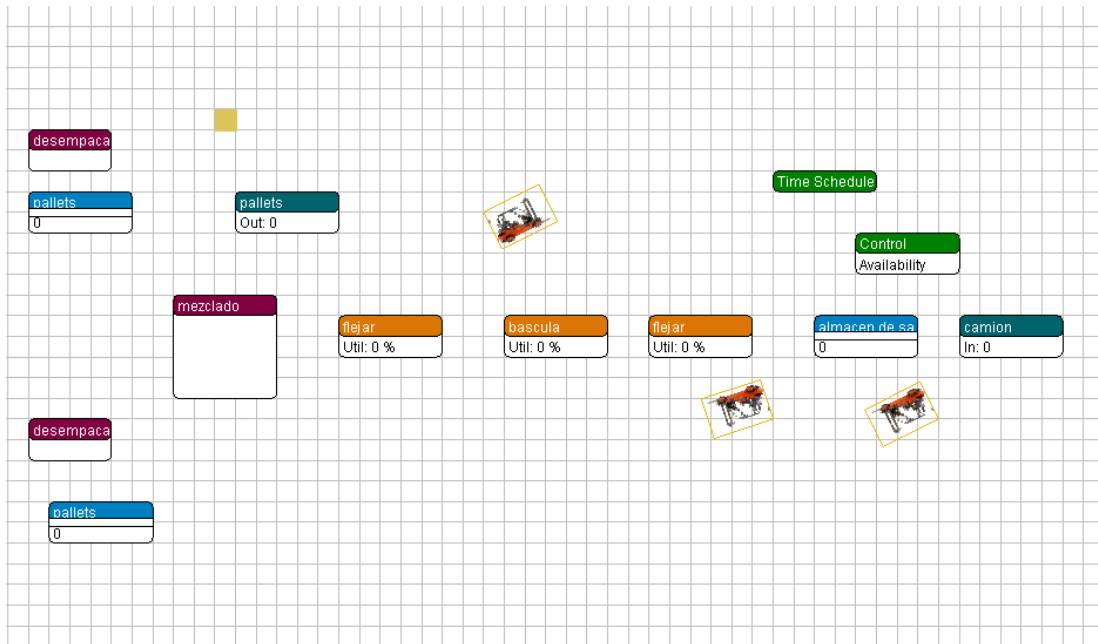 desempaca
pallets
0
pallets
Out: 0
Time Schedule
Control
Availability
mezclado
flejar
Util: 0 %
bascula
Util: 0 %
flejar
Util: 0 %
almacen de sa
0
camion
In: 0
desempaca
pallets
0